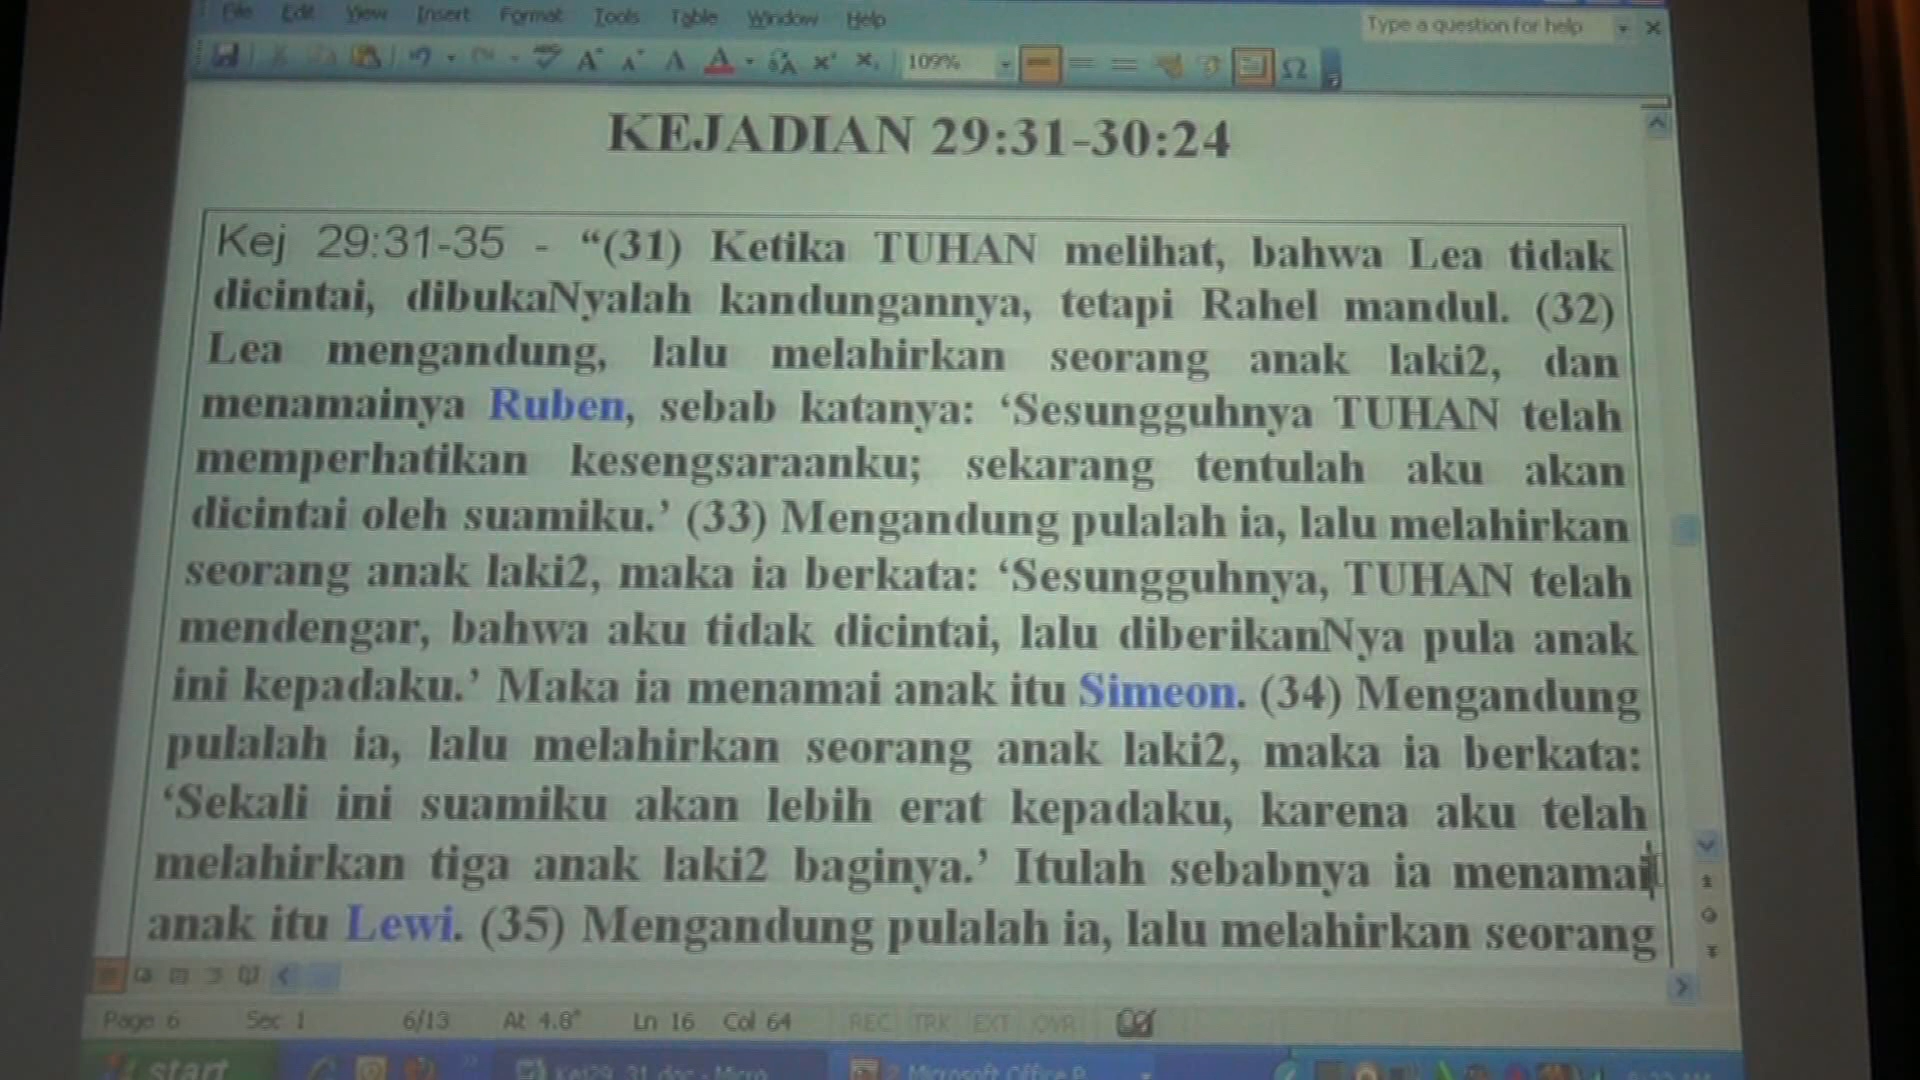 File Edit View Insert Format Tools Table Window Help
Type a question for help
109%
KEJADIAN 29:31-30:24
Kej 29:31-35 - “(31) Ketika TUHAN melihat, bahwa Lea tidak
dicintai, dibukaNyalah kandungannya, tetapi Rahel mandul. (32)
Lea mengandung, lalu melahirkan seorang anak laki2, dan
menamainya Ruben, sebab katanya: ‘Sesungguhnya TUHAN telah
memperhatikan kesengsaraanku; sekarang tentulah aku akan
dicintai oleh suamiku.’ (33) Mengandung pulalah ia, lalu melahirkan
seorang anak laki2, maka ia berkata: ‘Sesungguhnya, TUHAN telah
mendengar, bahwa aku tidak dicintai, lalu diberikanNya pula anak
ini kepadaku.’ Maka ia menamai anak itu Simeon. (34) Mengandung
pulalah ia, lalu melahirkan seorang anak laki2, maka ia berkata:
‘Sekali ini suamiku akan lebih erat kepadaku, karena aku telah
melahirkan tiga anak laki2 baginya.’ Itulah sebabnya ia menamai
anak itu Lewi. (35) Mengandung pulalah ia, lalu melahirkan seorang
Page 6 Sec 1 6/13 At 4.8" Ln 16 Col 64 REC TRK EXT OVR
start Kej29_31.doc - Micro... 2 Microsoft Office P...